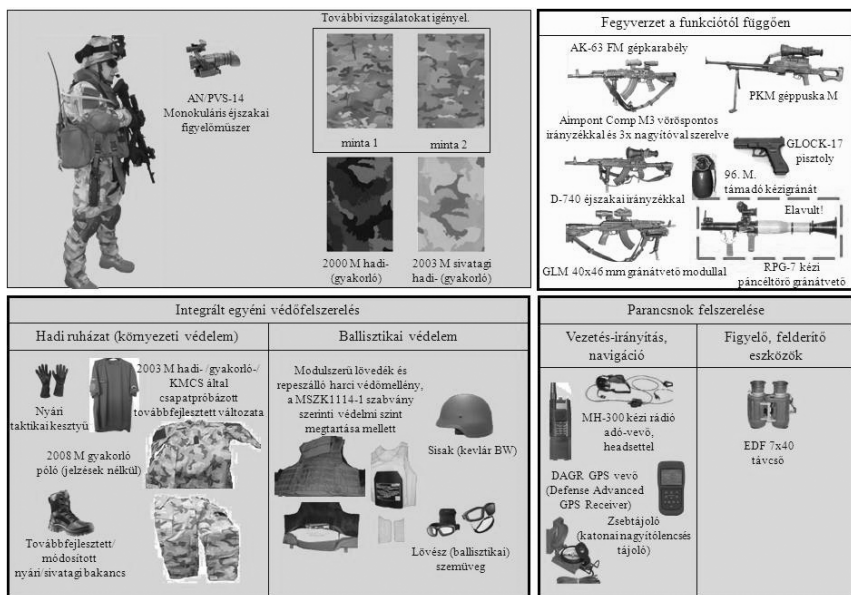 További vizsgálatokat igényel.
AN/PVS-14
Monokuláris éjszakai
figyelőműszer
minta 1
minta 2
2000 M hadi-
(gyakorló)
2003 M sivatagi
hadi- (gyakorló)
Fegyverzet a funkciótól függően
AK-63 FM gépkarabély
PKM géppuska M
Aimpont Comp M3 vöröspontos
irányzékkal és 3x nagyítóval szerelve
GLOCK-17
pisztoly
96. M.
támadó kézigránát
D-740 éjszakai irányzékkal
Elavult!
GLM 40x46 mm gránátvető modullal
RPG-7 kézi
páncéltörő gránátvető
Integrált egyéni védőfelszerelés
Hadi ruházat (környezeti védelem)
Ballisztikai védelem
Nyári
taktikai kesztyű
2003 M hadi- /gyakorló-/
KMCS által
csapatpróbázott
továbbfejlesztett változata
2008 M gyakorló
póló (jelzések nélkül)
Továbbfejlesztett/
módosított
nyári/sivatagi bakancs
Modulszerű lövedék és
repeszálló harci védőmellény,
a MSZK1114-1 szabvány
szerinti védelmi szint
megtartása mellett
Sisak (kevlár BW)
Lövész (ballisztikai)
szemüveg
Parancsnok felszerelése
Vezetés-irányítás,
navigáció
Figyelő, felderítő
eszközök
MH-300 kézi rádió
adó-vevő,
headsettel
DAGR GPS vevő
(Defense Advanced
GPS Receiver)
Zsebtájoló
(katonai nagyítólencsés
tájoló)
EDF 7x40
távcső